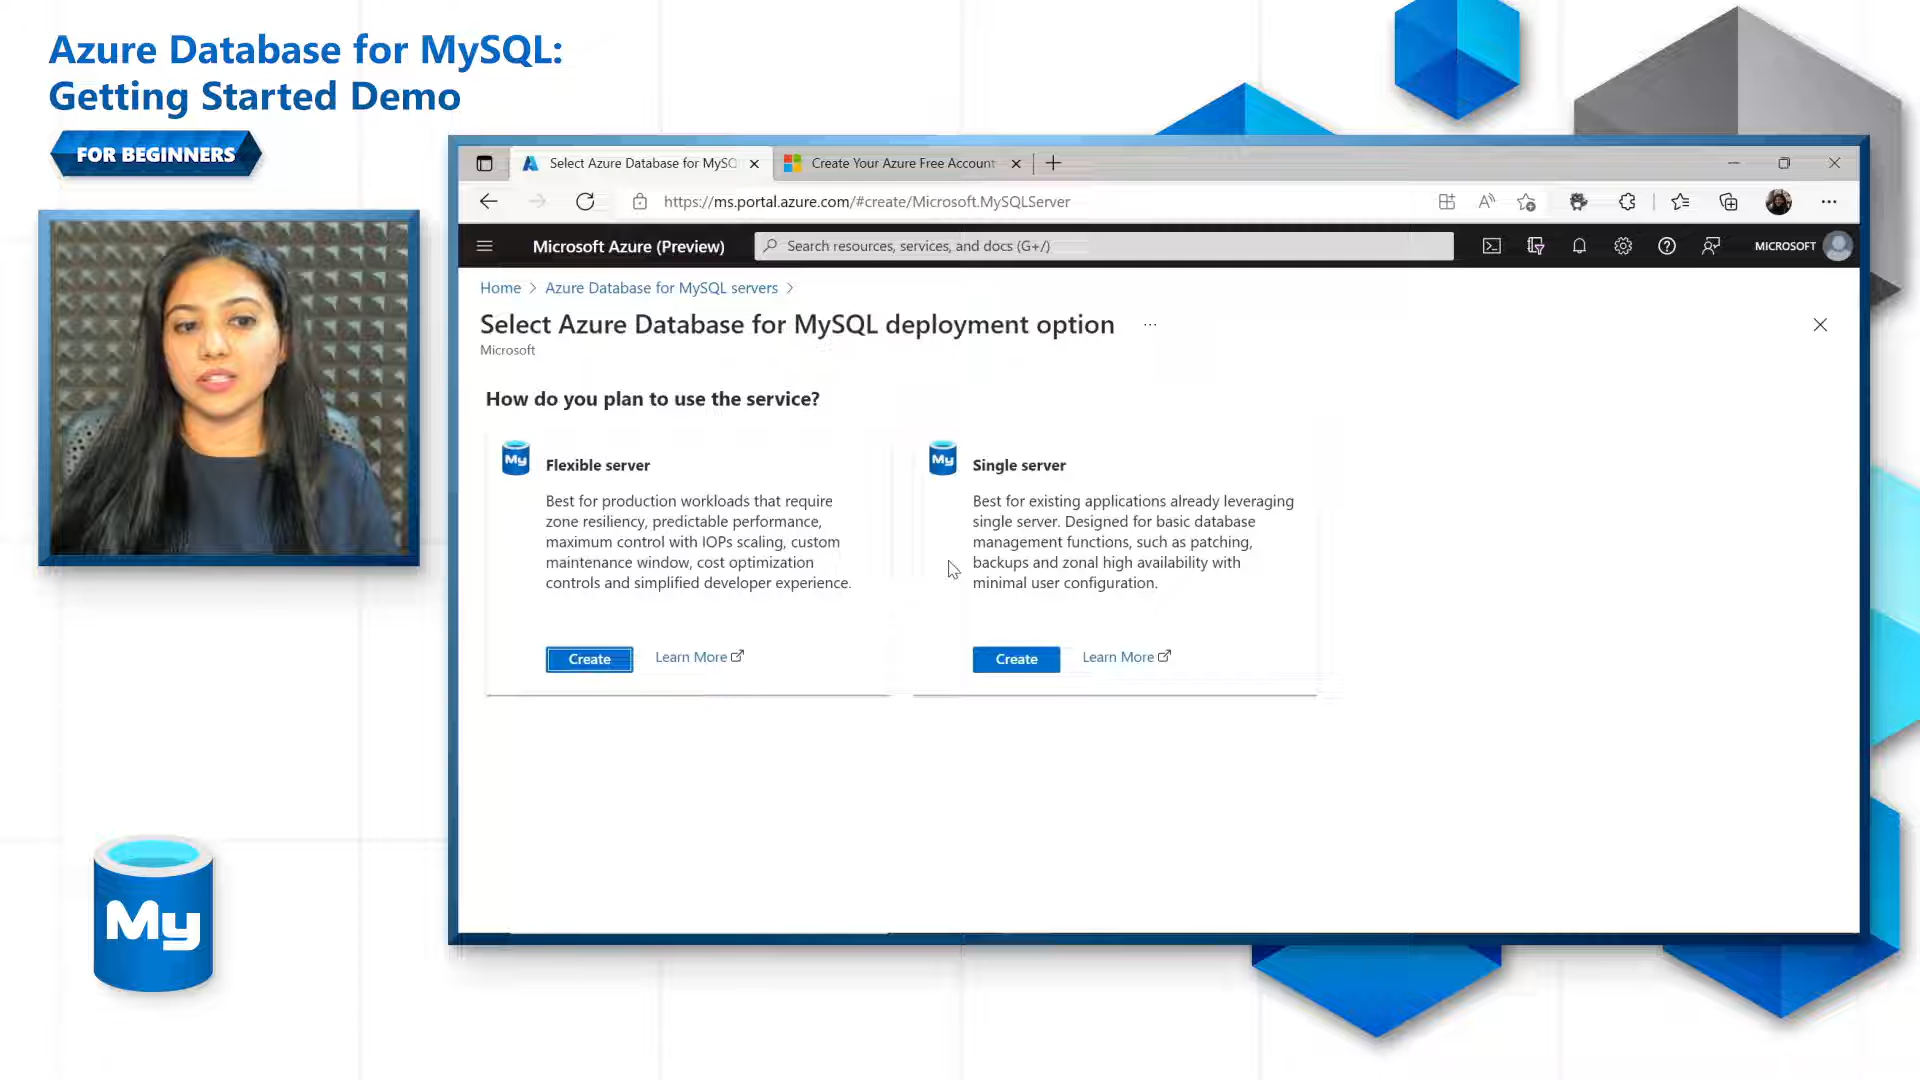 Azure Database for MySQL:
Getting Started Demo
FOR BEGINNERS
Select Azure Database for MySQ
Create Your Azure Free Account
https://ms.portal.azure.com/#create/Microsoft.MySQLServer
Microsoft Azure (Preview)
Search resources, services, and docs (G+/)
MICROSOFT
Home > Azure Database for MySQL servers >
Select Azure Database for MySQL deployment option ...
Microsoft
How do you plan to use the service?
My
Flexible server
Best for production workloads that require
zone resiliency, predictable performance,
maximum control with IOPs scaling, custom
maintenance window, cost optimization
controls and simplified developer experience.
Create
Learn More
My
Single server
Best for existing applications already leveraging
single server. Designed for basic database
management functions, such as patching,
backups and zonal high availability with
minimal user configuration.
Create
Learn More
My